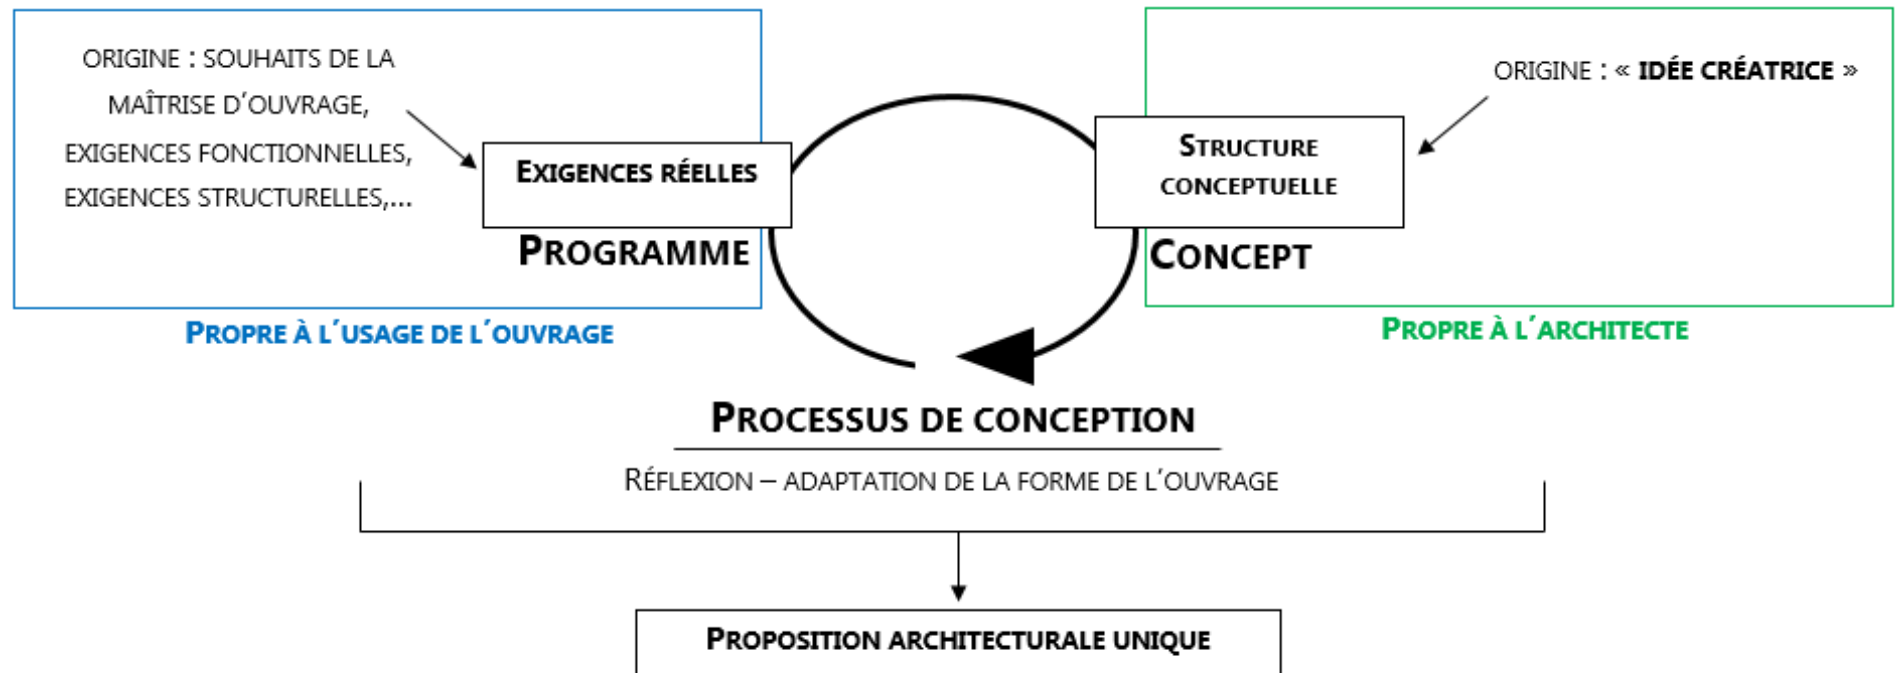 ORIGINE : SOUHAITS DE LA
MAÎTRISE D'OUVRAGE,
EXIGENCES FONCTIONNELLES,
EXIGENCES STRUCTURELLES,...
EXIGENCES RÉELLES
PROGRAMME
PROPRE À L'USAGE DE L'OUVRAGE
ORIGINE : « IDÉE CRÉATRICE »
STRUCTURE
CONCEPTUELLE
CONCEPT
PROPRE À L'ARCHITECTE
PROCESSUS DE CONCEPTION
RÉFLEXION – ADAPTATION DE LA FORME DE L'OUVRAGE
PROPOSITION ARCHITECTURALE UNIQUE